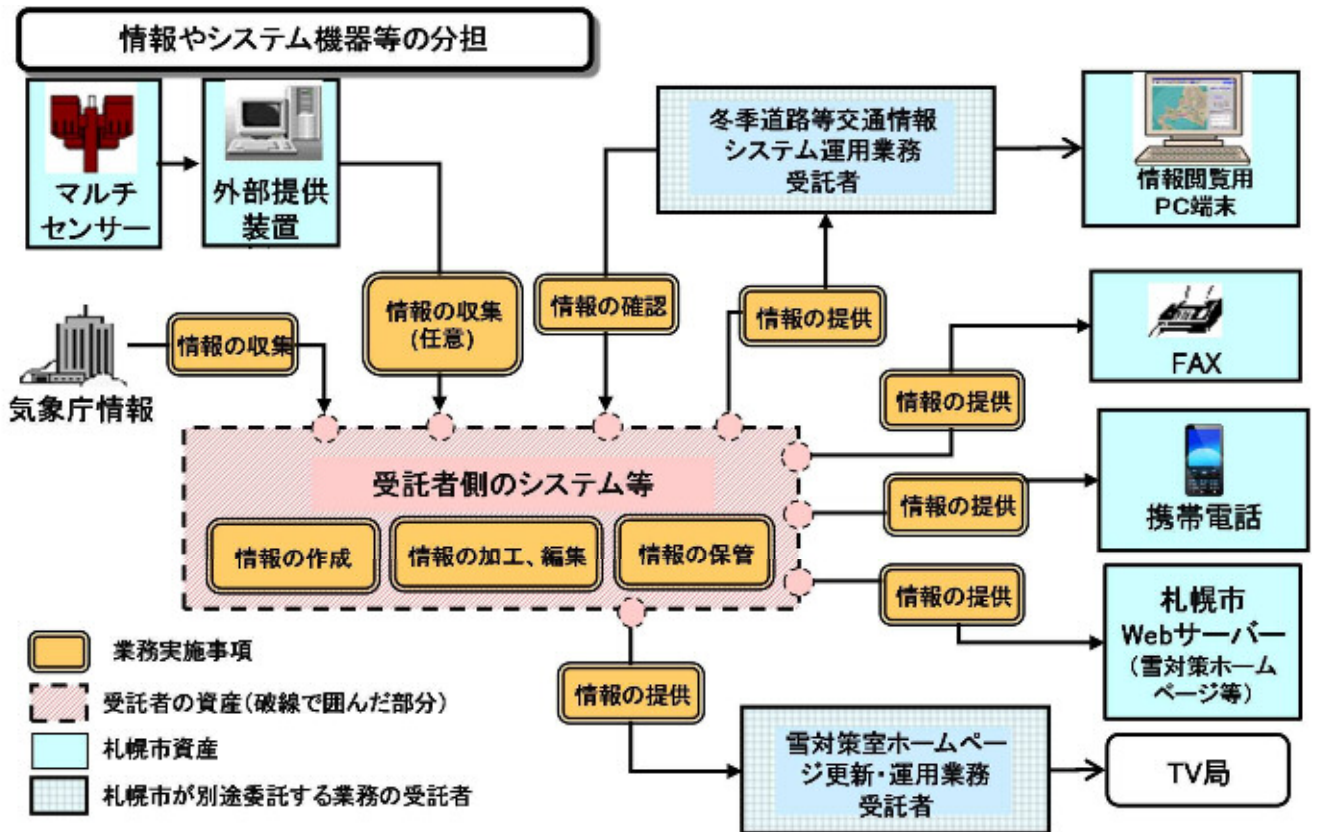 情報やシステム機器等の分担
マルチ
センサー
外部提供
装置
冬季道路等交通情報
システム運用業務
受託者
情報閲覧用
PC端末
気象庁情報
情報の収集
情報の収集
(任意)
情報の確認
情報の提供
情報の提供
FAX
受託者側のシステム等
情報の作成
情報の加工、編集
情報の保管
情報の提供
携帯電話
情報の提供
札幌市
Webサーバー
(雪対策ホーム
ページ等)
業務実施事項
受託者の資産(破線で囲んだ部分)
札幌市資産
札幌市が別途委託する業務の受託者
情報の提供
雪対策室ホームペー
ジ更新・運用業務
受託者
TV局